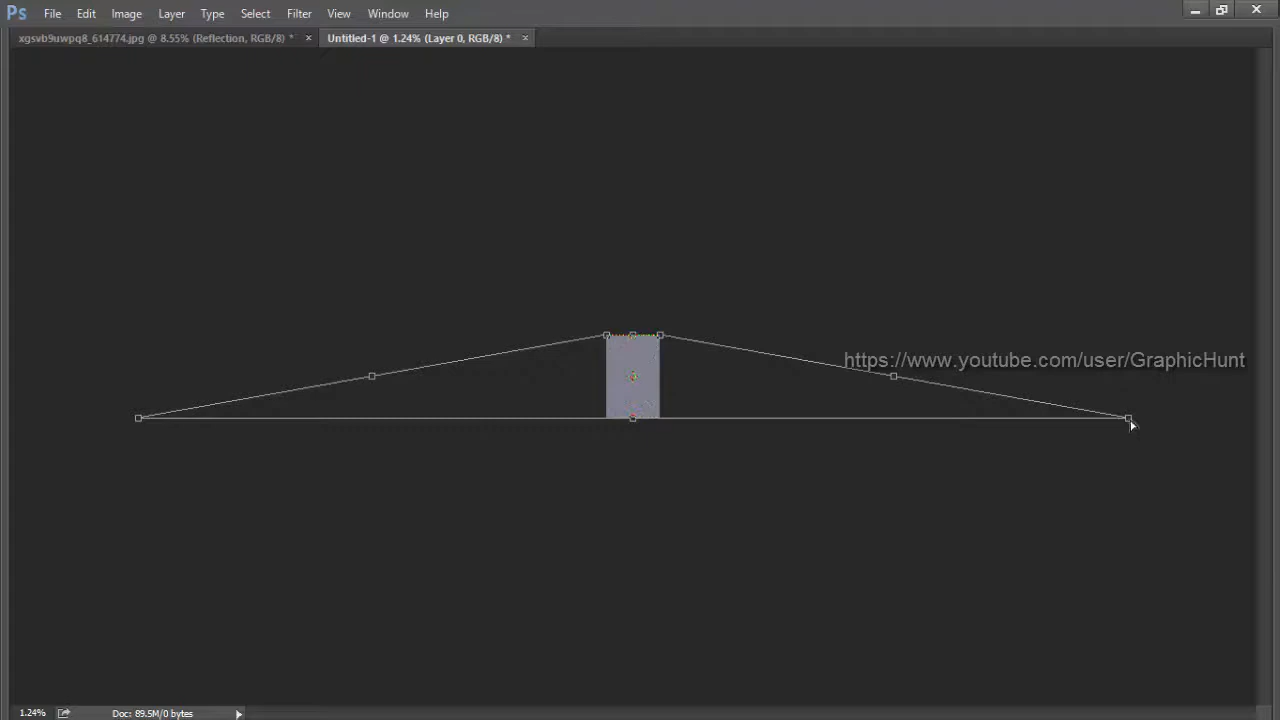 Ps File Edit Image Layer Type Select Filter View Window Help
xgsvb9uwpq8_614774.jpg @ 8.55% (Reflection, RGB/8) * × Untitled-1 @ 1.24% (Layer 0, RGB/8) * ×
https://www.youtube.com/user/GraphicHunt
1.24% Doc: 89.5M/0 bytes